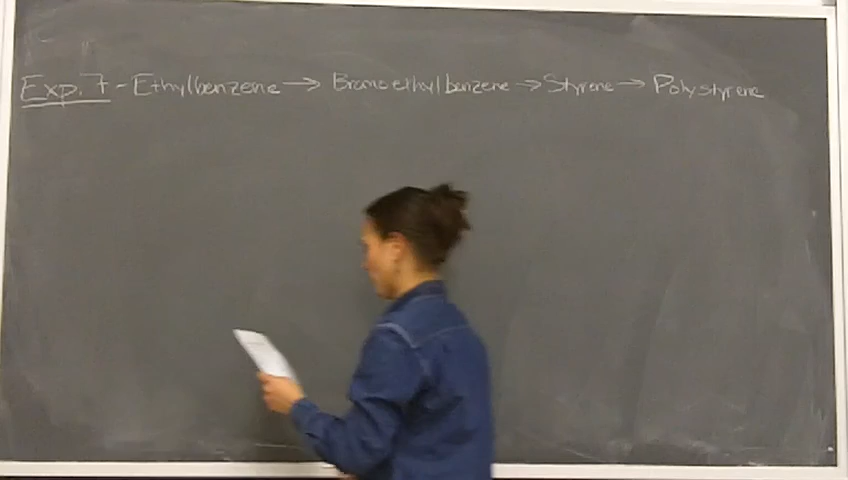 Exp. 7 - Ethylbenzene → Bromoethylbenzene → Styrene → Polystyrene